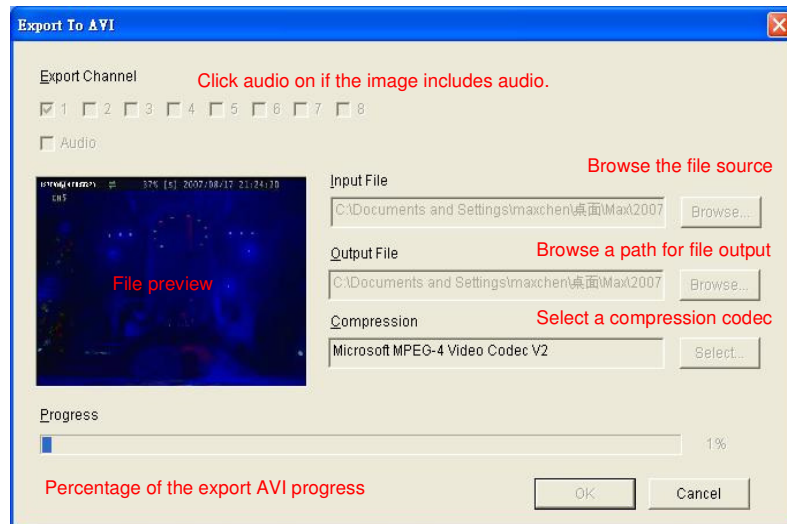 Export To AVI
Export Channel
Click audio on if the image includes audio.
1 2 3 4 5 6 7 8
Audio
37% [s] 2007/08/17 21:24:20
CH5
File preview
Browse the file source
Input File
C:\Documents and Settings\maxchen\桌面\Max\2007
Browse...
Browse a path for file output
Output File
C:\Documents and Settings\maxchen\桌面\Max\2007
Browse...
Select a compression codec
Compression
Microsoft MPEG-4 Video Codec V2
Select...
Progress
1%
Percentage of the export AVI progress
OK
Cancel